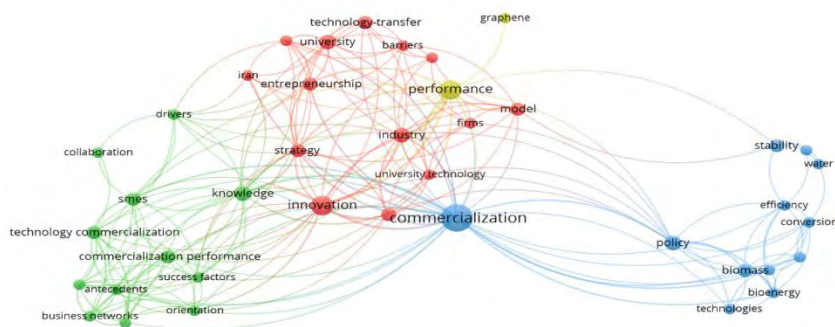 graphene
technology-transfer
university
barriers
iran
entrepreneurship
performance
drivers
model
firms
industry
stability
collaboration
strategy
water
university technology
smes
knowledge
innovation
efficiency
commercialization
conversion
technology commercialization
policy
commercialization performance
biomass
success factors
antecedents
bioenergy
orientation
technologies
business networks